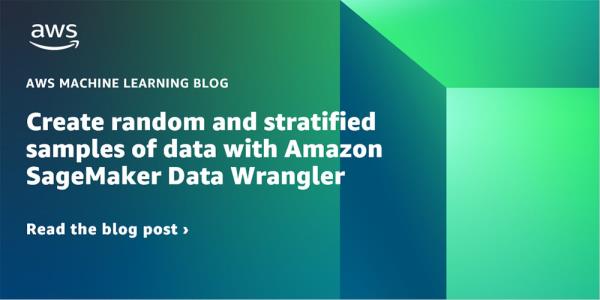 aws
AWS MACHINE LEARNING BLOG
Create random and stratified
samples of data with Amazon
SageMaker Data Wrangler
Read the blog post ›